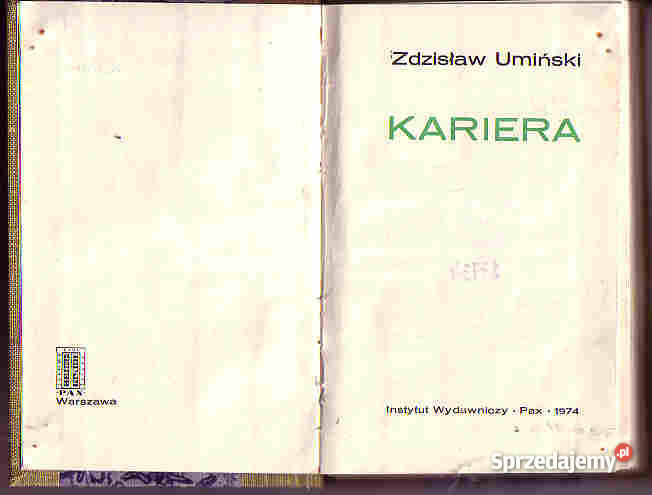 ·PAX·
Warszawa
Zdzisław Umiński
KARIERA
Instytut Wydawniczy · Pax · 1974
Sprzedajemy.pl